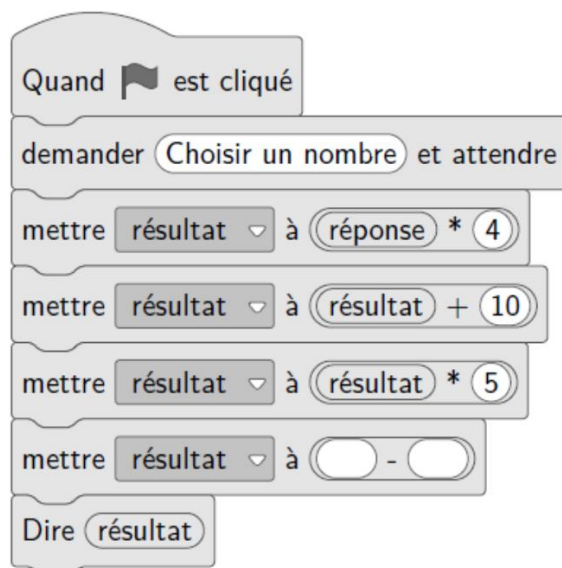 Quand est cliqué
demander Choisir un nombre et attendre
mettre résultat à réponse * 4
mettre résultat à résultat + 10
mettre résultat à résultat * 5
mettre résultat à -
Dire résultat